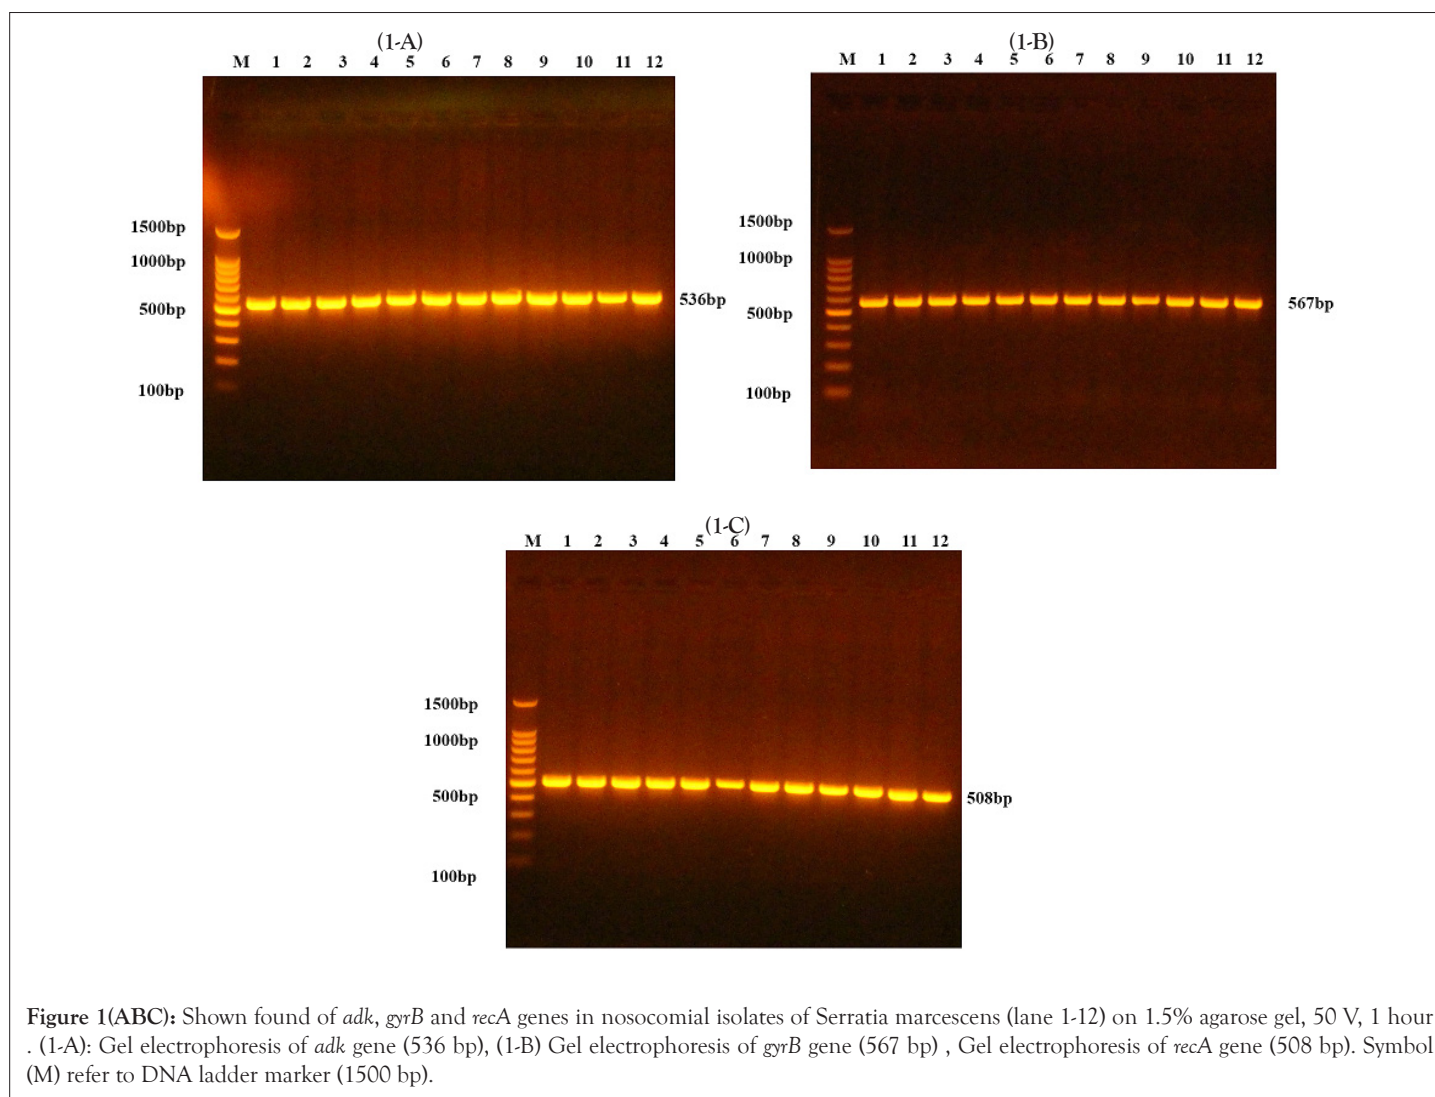 (1-A)
M 1 2 3 4 5 6 7 8 9 10 11 12
1500bp
1000bp
500bp
100bp
536bp
(1-B)
M 1 2 3 4 5 6 7 8 9 10 11 12
1500bp
1000bp
500bp
100bp
567bp
(1-C)
M 1 2 3 4 5 6 7 8 9 10 11 12
1500bp
1000bp
500bp
100bp
508bp
Figure 1(ABC): Shown found of adk, gyrB and recA genes in nosocomial isolates of Serratia marcescens (lane 1-12) on 1.5% agarose gel, 50 V, 1 hour
. (1-A): Gel electrophoresis of adk gene (536 bp), (1-B) Gel electrophoresis of gyrB gene (567 bp) , Gel electrophoresis of recA gene (508 bp). Symbol
(M) refer to DNA ladder marker (1500 bp).